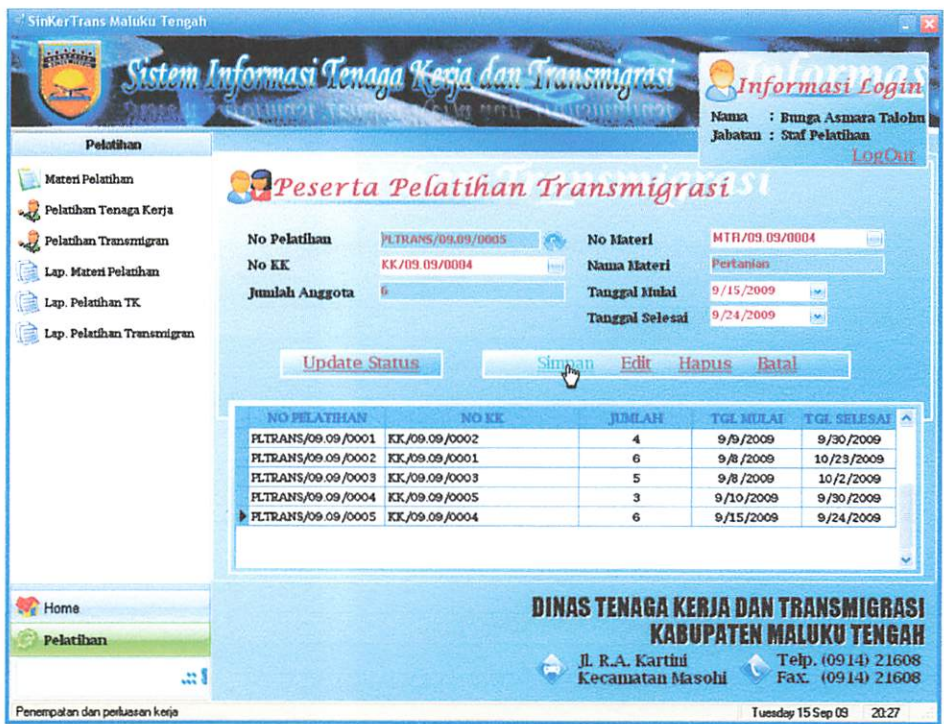 SinKerTrans Maluku Tengah
Sistem Informasi Tenaga Kerja dan Transmigrasi
Informasi Login
Nama : Bunga Asmara Talohu
Jabatan : Staf Pelatihan
LogOut
Pelatihan
Materi Pelatihan
Pelatihan Tenaga Kerja
Pelatihan Transmigran
Lap. Materi Pelatihan
Lap. Pelatihan TK
Lap. Pelatihan Transmigran
Peserta Pelatihan Transmigrasi
No Pelatihan PLTRANS/09.09/0005
No KK KK/09.09/0004
Jumlah Anggota 6
No Materi MTR/09.09/0004
Nama Materi Pertanian
Tanggal Mulai 9/15/2009
Tanggal Selesai 9/24/2009
Update Status Simpan Edit Hapus Batal
NO PELATIHAN NO KK JUMLAH TGL MULAI TGL SELESAI
PLTRANS/09.09/0001 KK/09.09/0002 4 9/9/2009 9/30/2009
PLTRANS/09.09/0002 KK/09.09/0001 6 9/8/2009 10/23/2009
PLTRANS/09.09/0003 KK/09.09/0003 5 9/8/2009 10/2/2009
PLTRANS/09.09/0004 KK/09.09/0005 3 9/10/2009 9/30/2009
PLTRANS/09.09/0005 KK/09.09/0004 6 9/15/2009 9/24/2009
Home
Pelatihan
DINAS TENAGA KERJA DAN TRANSMIGRASI
KABUPATEN MALUKU TENGAH
Jl. R.A. Kartini
Kecamatan Masohi
Telp. (0914) 21608
Fax. (0914) 21608
Penempatan dan perluasan kerja Tuesday 15 Sep 09 20:27